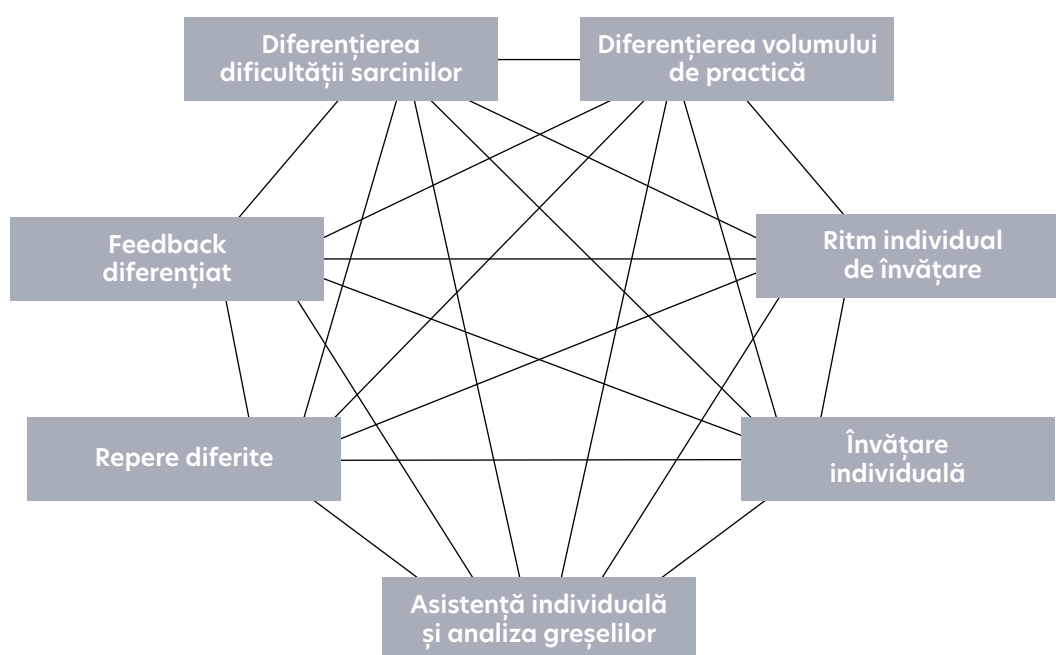 Diferențierea
dificultății sarcinilor
Diferențierea volumului
de practică
Feedback
diferențiat
Ritm individual
de învățare
Repere diferite
Învățare
individuală
Asistență individuală
și analiza greșelilor